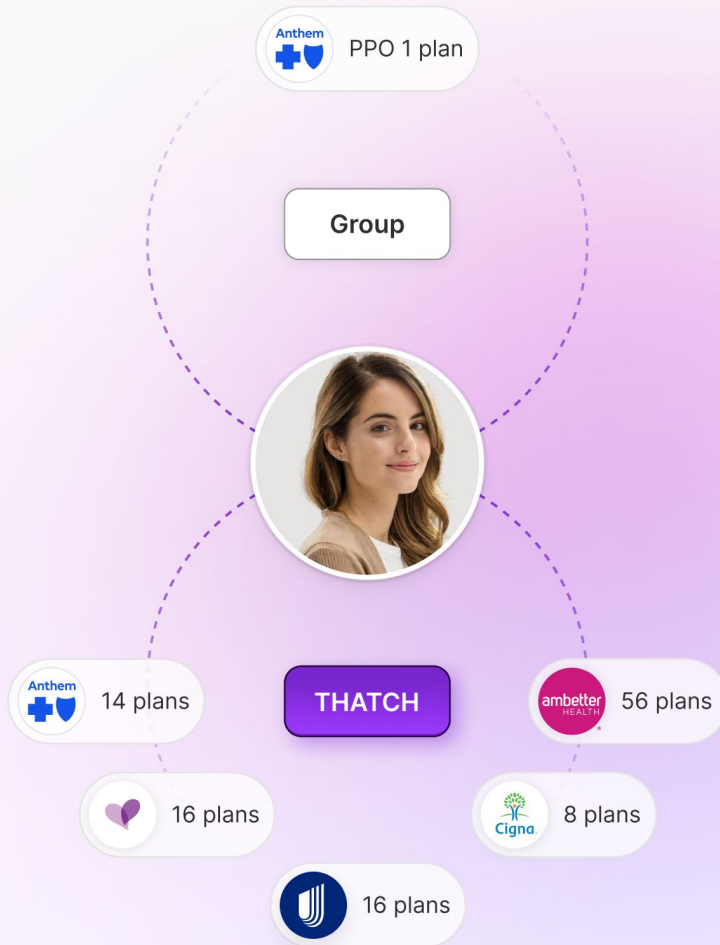 Anthem
PPO 1 plan
Group
THATCH
Anthem
14 plans
ambetter
HEALTH
56 plans
16 plans
Cigna
8 plans
16 plans